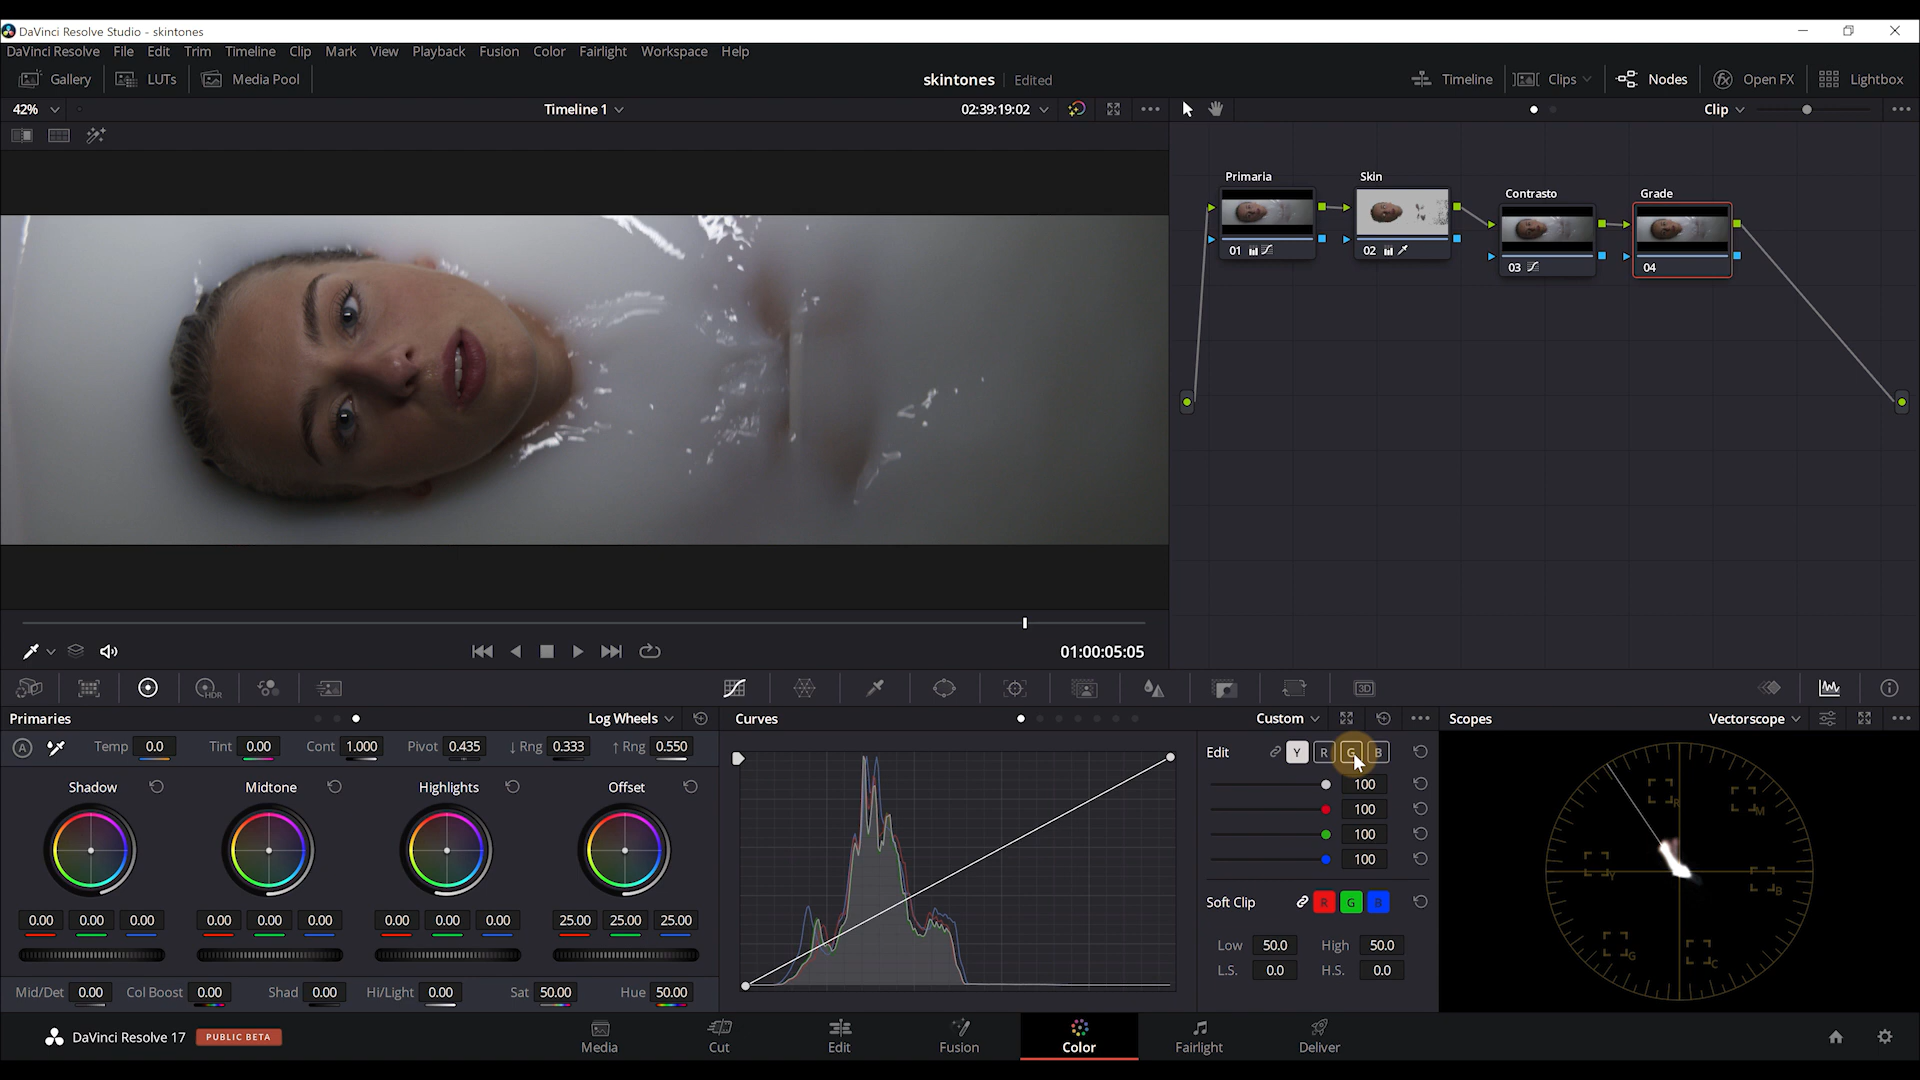 DaVinci Resolve Studio - skintones
DaVinci Resolve File Edit Trim Timeline Clip Mark View Playback Fusion Color Fairlight Workspace Help
Gallery LUTs Media Pool skintones Edited Timeline Clips Nodes Open FX Lightbox
42% Timeline 1 02:39:19:02 Clip
Primaria Skin Contrasto Grade
01 02 03 04
01:00:05:05
HDR 3D
Primaries Log Wheels Curves Custom Scopes Vectorscope
A Temp 0.0 Tint 0.00 Cont 1.000 Pivot 0.435 ↓ Rng 0.333 ↑ Rng 0.550
Edit Y R G B
Shadow Midtone Highlights Offset
100
100
100
100
R M Y B G C
Soft Clip R G B
0.00 0.00 0.00 0.00 0.00 0.00 0.00 0.00 0.00 25.00 25.00 25.00
Low 50.0 High 50.0
L.S. 0.0 H.S. 0.0
Mid/Det 0.00 Col Boost 0.00 Shad 0.00 Hi/Light 0.00 Sat 50.00 Hue 50.00
DaVinci Resolve 17 PUBLIC BETA
Media Cut Edit Fusion Color Fairlight Deliver